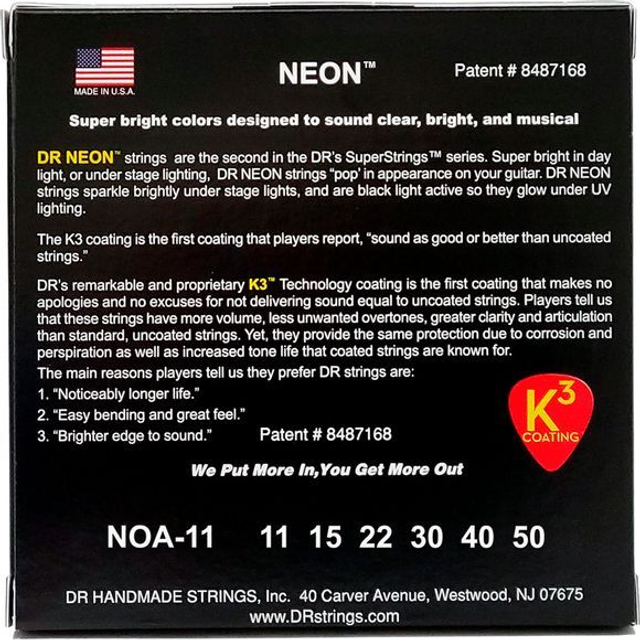 NEON™ Patent # 8487168
MADE IN U.S.A.
Super bright colors designed to sound clear, bright, and musical
DR NEON™ strings are the second in the DR's SuperStrings™ series. Super bright in day
light, or under stage lighting, DR NEON strings "pop' in appearance on your guitar. DR NEON
strings sparkle brightly under stage lights, and are black light active so they glow under UV
lighting.
The K3 coating is the first coating that players report, "sound as good or better than uncoated
strings."
DR's remarkable and proprietary K3™ Technology coating is the first coating that makes no
apologies and no excuses for not delivering sound equal to uncoated strings. Players tell us
that these strings have more volume, less unwanted overtones, greater clarity and articulation
than standard, uncoated strings. Yet, they provide the same protection due to corrosion and
perspiration as well as increased tone life that coated strings are known for.
The main reasons players tell us they prefer DR strings are:
1. "Noticeably longer life."
2. "Easy bending and great feel."
3. "Brighter edge to sound." Patent # 8487168
K3
COATING
We Put More In,You Get More Out
NOA-11 11 15 22 30 40 50
DR HANDMADE STRINGS, Inc. 40 Carver Avenue, Westwood, NJ 07675
www.DRstrings.com